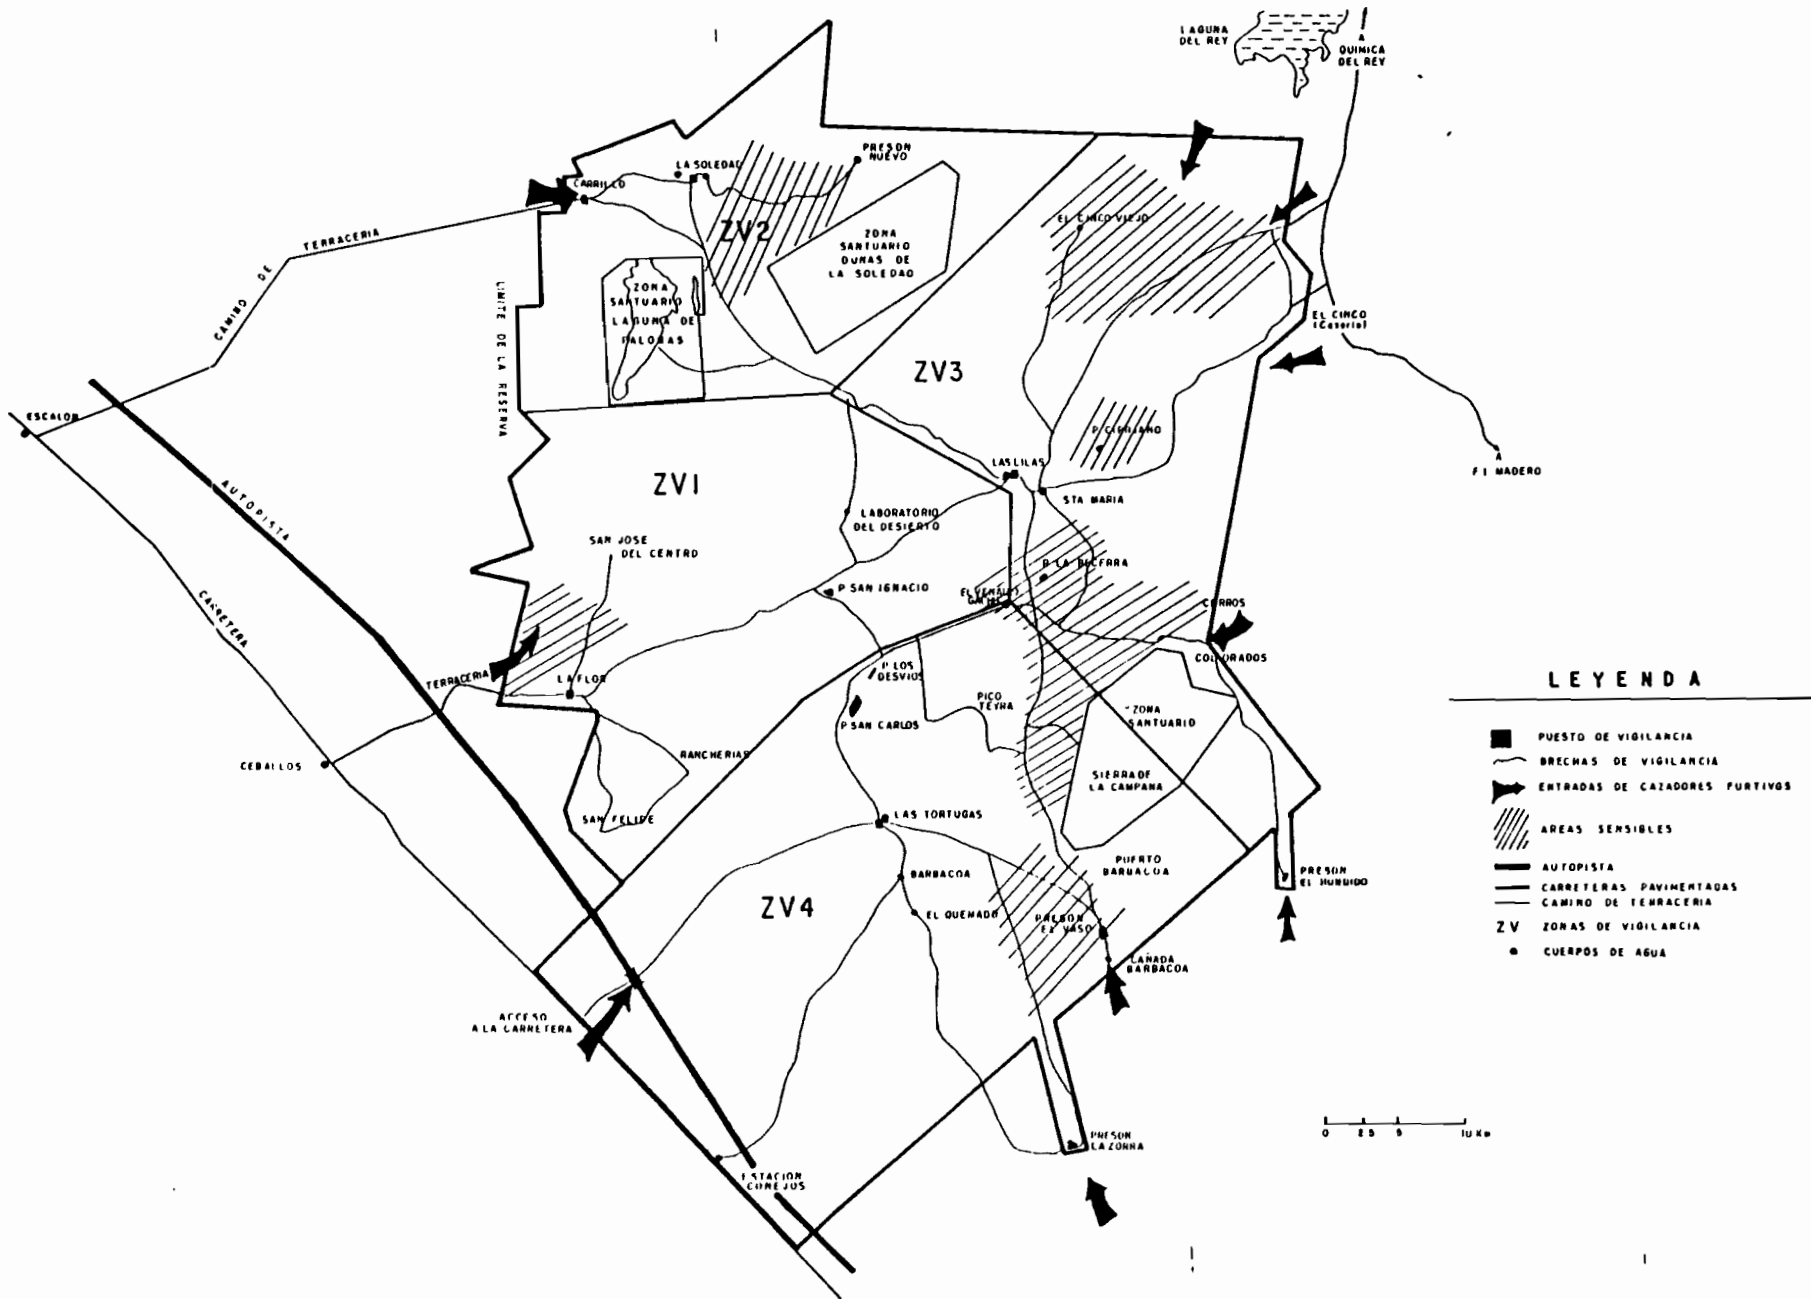 LAGUNA
DEL REY
A
QUIMICA
DEL REY
PRESON
NUEVO
LA SOLEDAD
CARRILLO
ZV2
EL CINCO VIEJO
ZONA
SANTUARIO
DUNAS DE
LA SOLEDAD
CAMINO DE TERRACERIA
LIMITE DE LA RESERVA
ZONA
SANTUARIO
LAGUNA DE
PALOMAS
EL CINCO
(Caserio)
ZV3
ESCALON
P. CIPRIANO
A
F I MADERO
AUTOPISTA
ZV1
LAS LILAS
STA MARIA
LABORATORIO
DEL DESIERTO
SAN JOSE
DEL CENTRO
P LA BECERRA
P SAN IGNACIO
CARRETERA
CERROS
COLORADOS
TERRACERIA
LA FLOR
P LOS
DESVIOS
PICO
TEYRA
ZONA
SANTUARIO
P SAN CARLOS
RANCHERIAS
CEBALLOS
SIERRA DE
LA CAMPANA
SAN FELIPE
LAS TORTUGAS
PUERTO
BARBACOA
BARBACOA
PRESON
EL HUNDIDO
ZV4
EL QUEMADO
PRESON
EL VASO
CAÑADA
BARBACOA
ACCESO
A LA CARRETERA
PRESON
LA ZORRA
ESTACION
CONEJOS
LEYENDA
PUESTO DE VIGILANCIA
BRECHAS DE VIGILANCIA
ENTRADAS DE CAZADORES FURTIVOS
AREAS SENSIBLES
AUTOPISTA
CARRETERAS PAVIMENTADAS
CAMINO DE TERRACERIA
ZV ZONAS DE VIGILANCIA
CUERPOS DE AGUA
0 2.5 5 10 Km